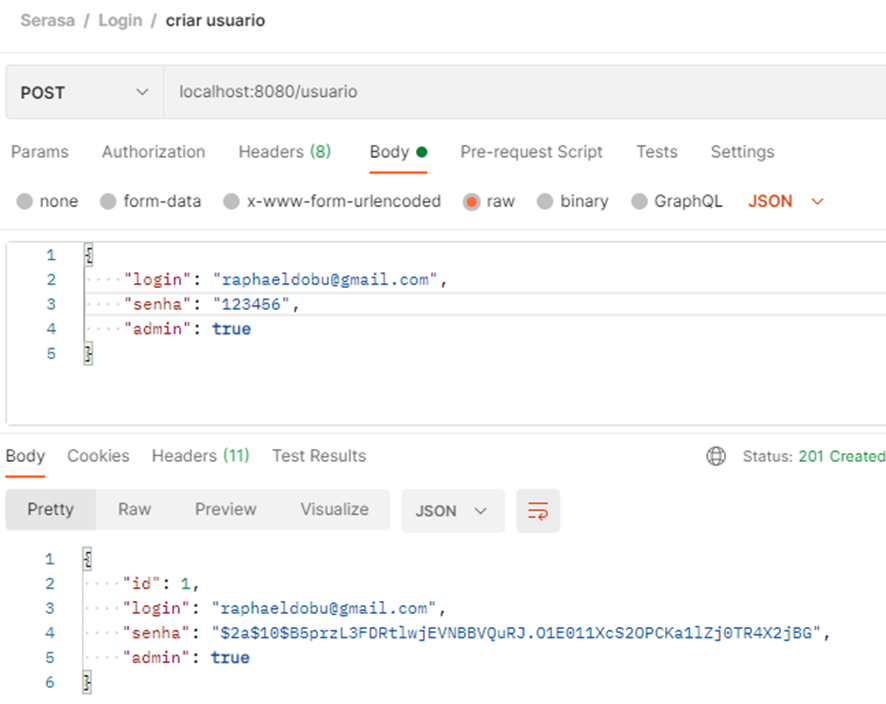 Serasa / Login / criar usuario
POST localhost:8080/usuario
Params Authorization Headers (8) Body Pre-request Script Tests Settings
none form-data x-www-form-urlencoded raw binary GraphQL JSON
1 {
2 "login": "raphaeldobu@gmail.com",
3 "senha": "123456",
4 "admin": true
5 }
Body Cookies Headers (11) Test Results Status: 201 Created
Pretty Raw Preview Visualize JSON
1 {
2 "id": 1,
3 "login": "raphaeldobu@gmail.com",
4 "senha": "$2a$10$B5przL3FDRtlwjEVNBBVQuRJ.O1E011XcS2OPCKa1lZj0TR4X2jBG",
5 "admin": true
6 }